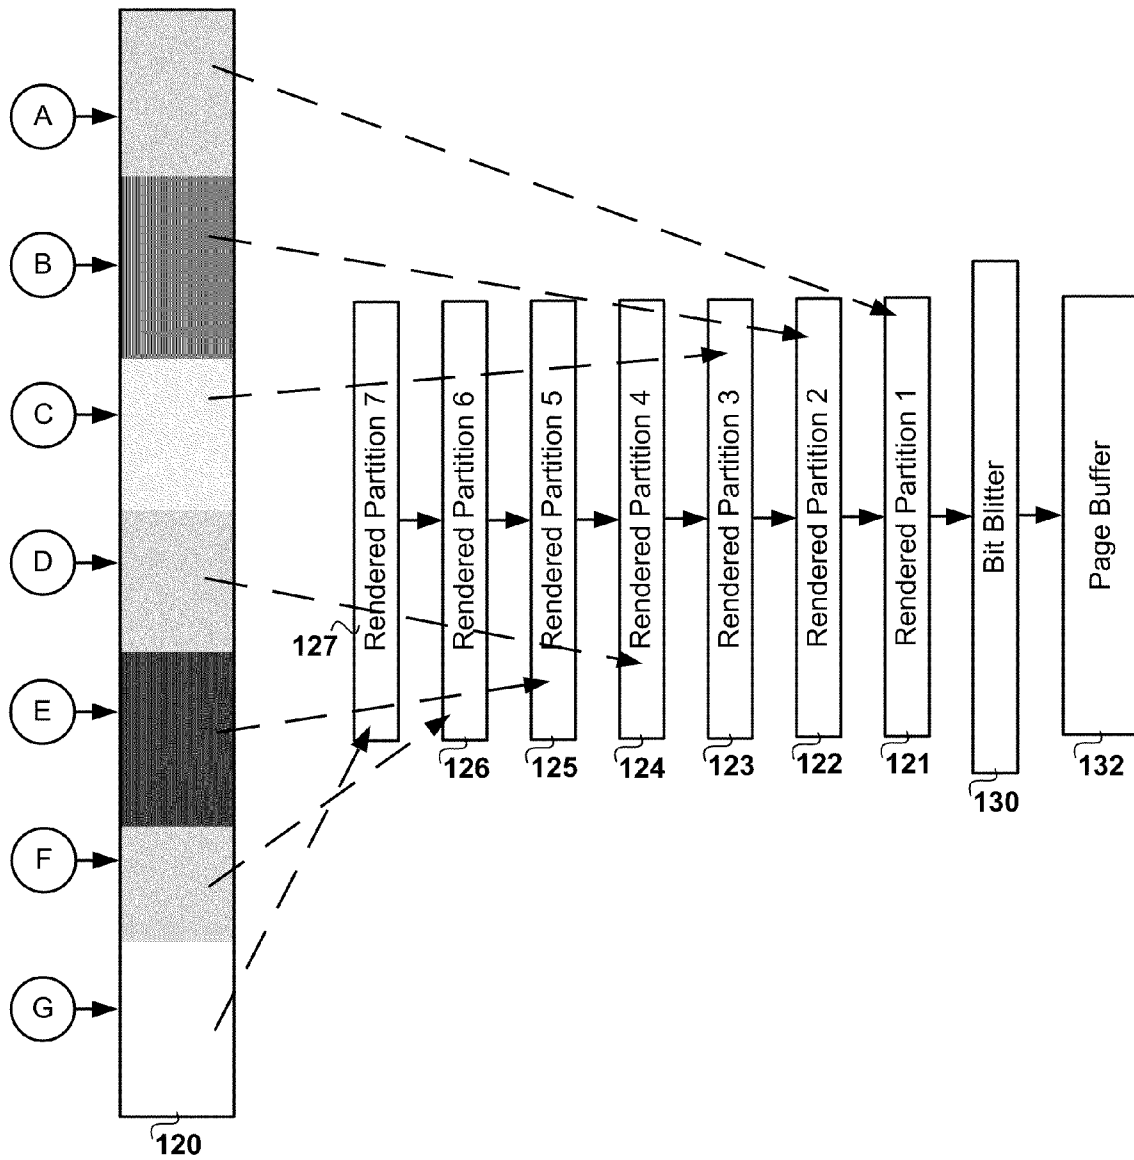 A
B
C
D
E
F
G
120
Rendered Partition 7
127
Rendered Partition 6
126
Rendered Partition 5
125
Rendered Partition 4
124
Rendered Partition 3
123
Rendered Partition 2
122
Rendered Partition 1
121
Bit Blitter
130
Page Buffer
132